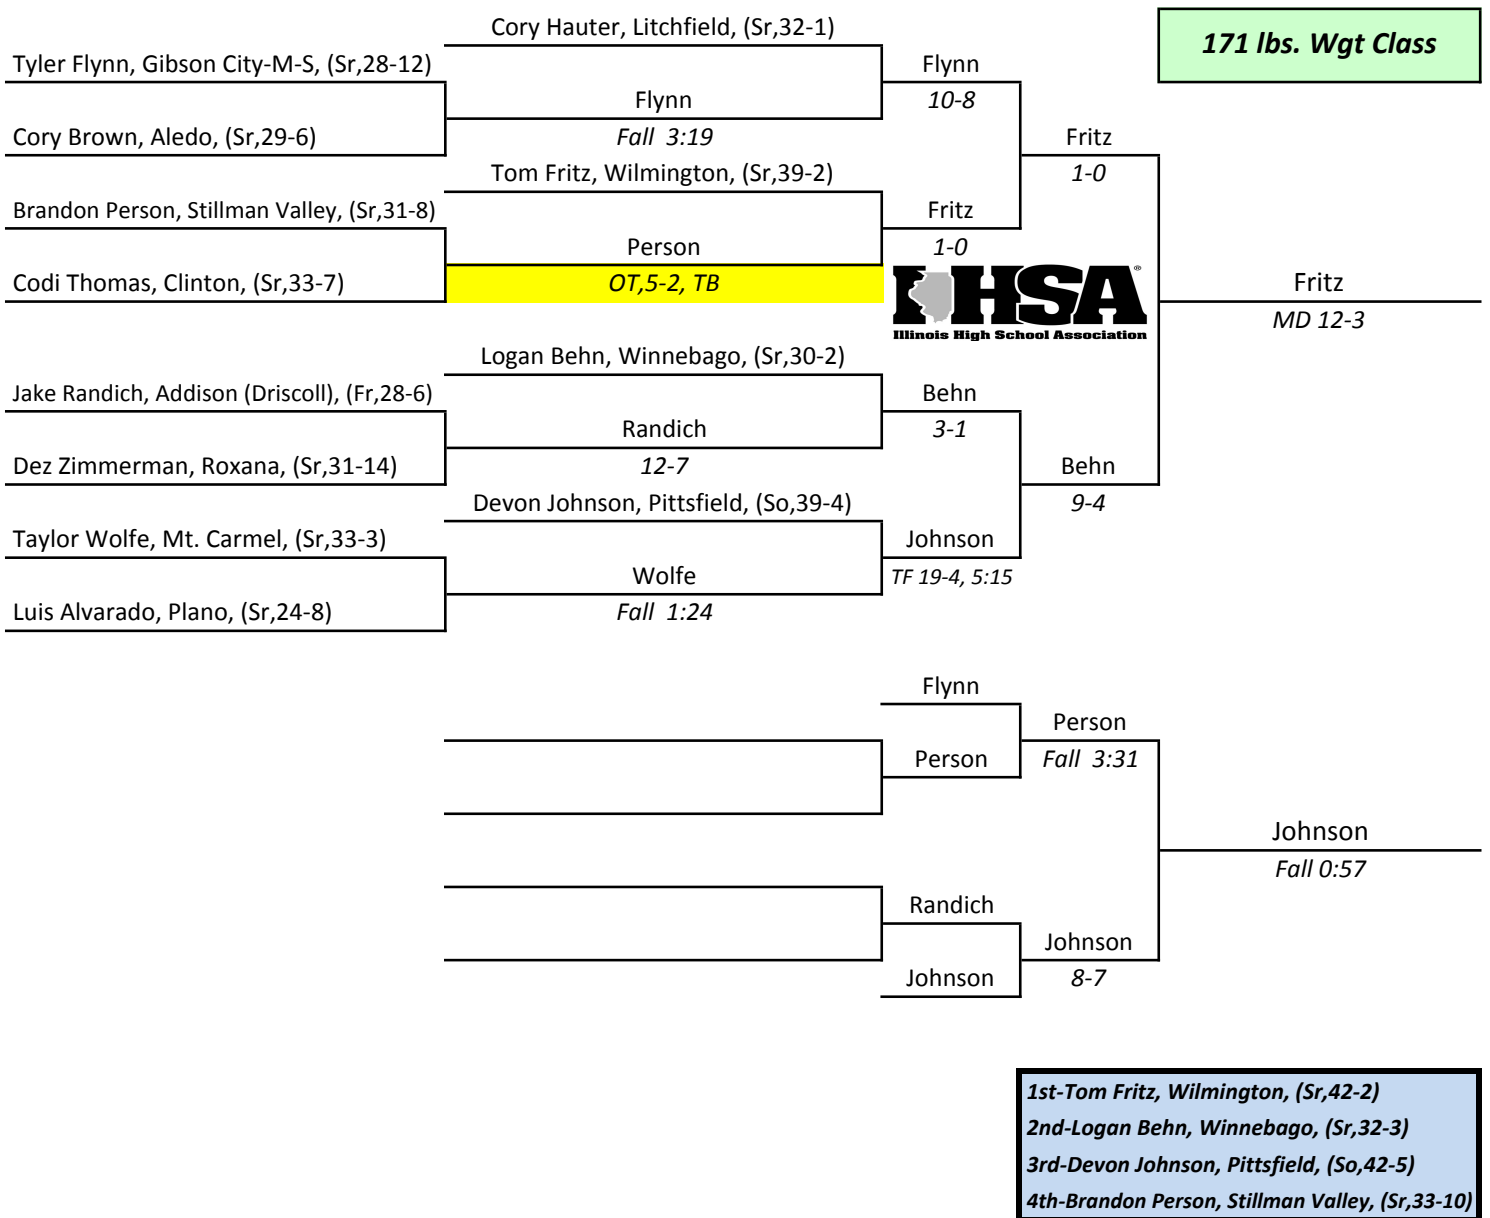 Cory Hauter, Litchfield, (Sr,32-1)
171 lbs. Wgt Class
Tyler Flynn, Gibson City-M-S, (Sr,28-12)
Flynn
Flynn
10-8
Cory Brown, Aledo, (Sr,29-6)
Fall 3:19
Fritz
Tom Fritz, Wilmington, (Sr,39-2)
1-0
Brandon Person, Stillman Valley, (Sr,31-8)
Fritz
Person
1-0
Codi Thomas, Clinton, (Sr,33-7)
OT,5-2, TB
IHSA®
Illinois High School Association
Fritz
MD 12-3
Logan Behn, Winnebago, (Sr,30-2)
Jake Randich, Addison (Driscoll), (Fr,28-6)
Behn
Randich
3-1
Dez Zimmerman, Roxana, (Sr,31-14)
12-7
Behn
Devon Johnson, Pittsfield, (So,39-4)
9-4
Taylor Wolfe, Mt. Carmel, (Sr,33-3)
Johnson
Wolfe
TF 19-4, 5:15
Luis Alvarado, Plano, (Sr,24-8)
Fall 1:24
Flynn
Person
Person
Fall 3:31
Johnson
Fall 0:57
Randich
Johnson
Johnson
8-7
1st-Tom Fritz, Wilmington, (Sr,42-2)
2nd-Logan Behn, Winnebago, (Sr,32-3)
3rd-Devon Johnson, Pittsfield, (So,42-5)
4th-Brandon Person, Stillman Valley, (Sr,33-10)